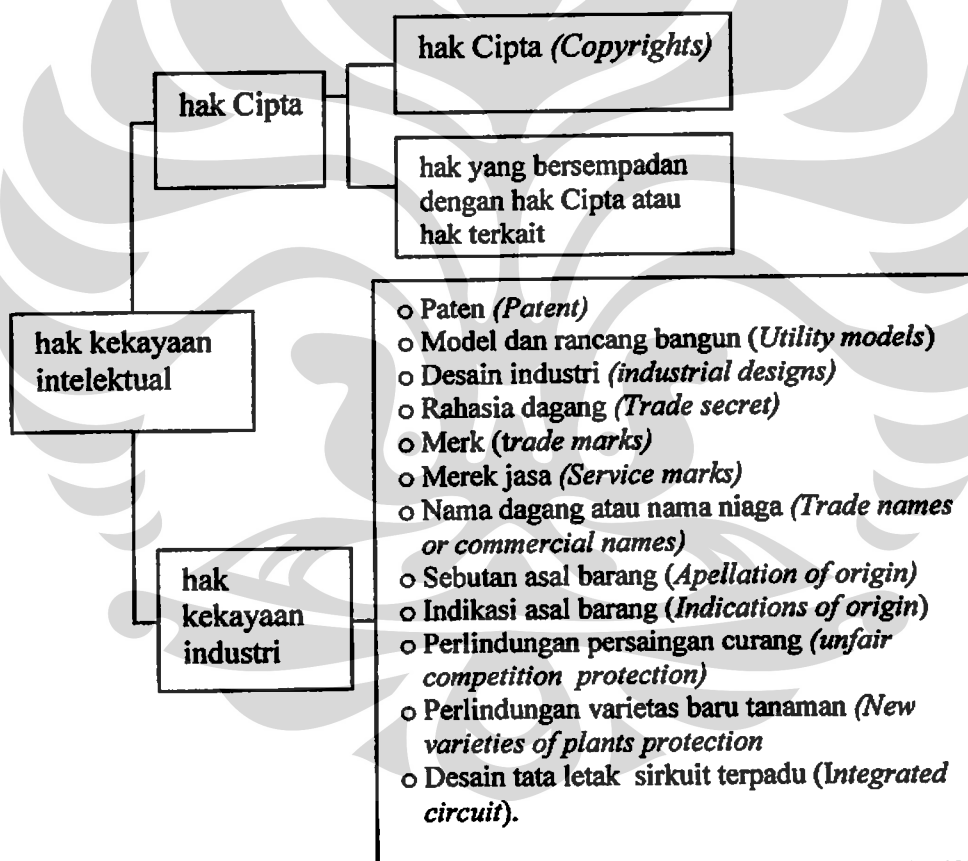 hak Cipta (Copyrights)
hak Cipta
hak yang bersempadan
dengan hak Cipta atau
hak terkait
hak kekayaan
intelektual
o Paten (Patent)
o Model dan rancang bangun (Utility models)
o Desain industri (industrial designs)
o Rahasia dagang (Trade secret)
o Merk (trade marks)
o Merek jasa (Service marks)
o Nama dagang atau nama niaga (Trade names
or commercial names)
o Sebutan asal barang (Apellation of origin)
o Indikasi asal barang (Indications of origin)
o Perlindungan persaingan curang (unfair
competition protection)
o Perlindungan varietas baru tanaman (New
varieties of plants protection
o Desain tata letak sirkuit terpadu (Integrated
circuit).
hak
kekayaan
industri